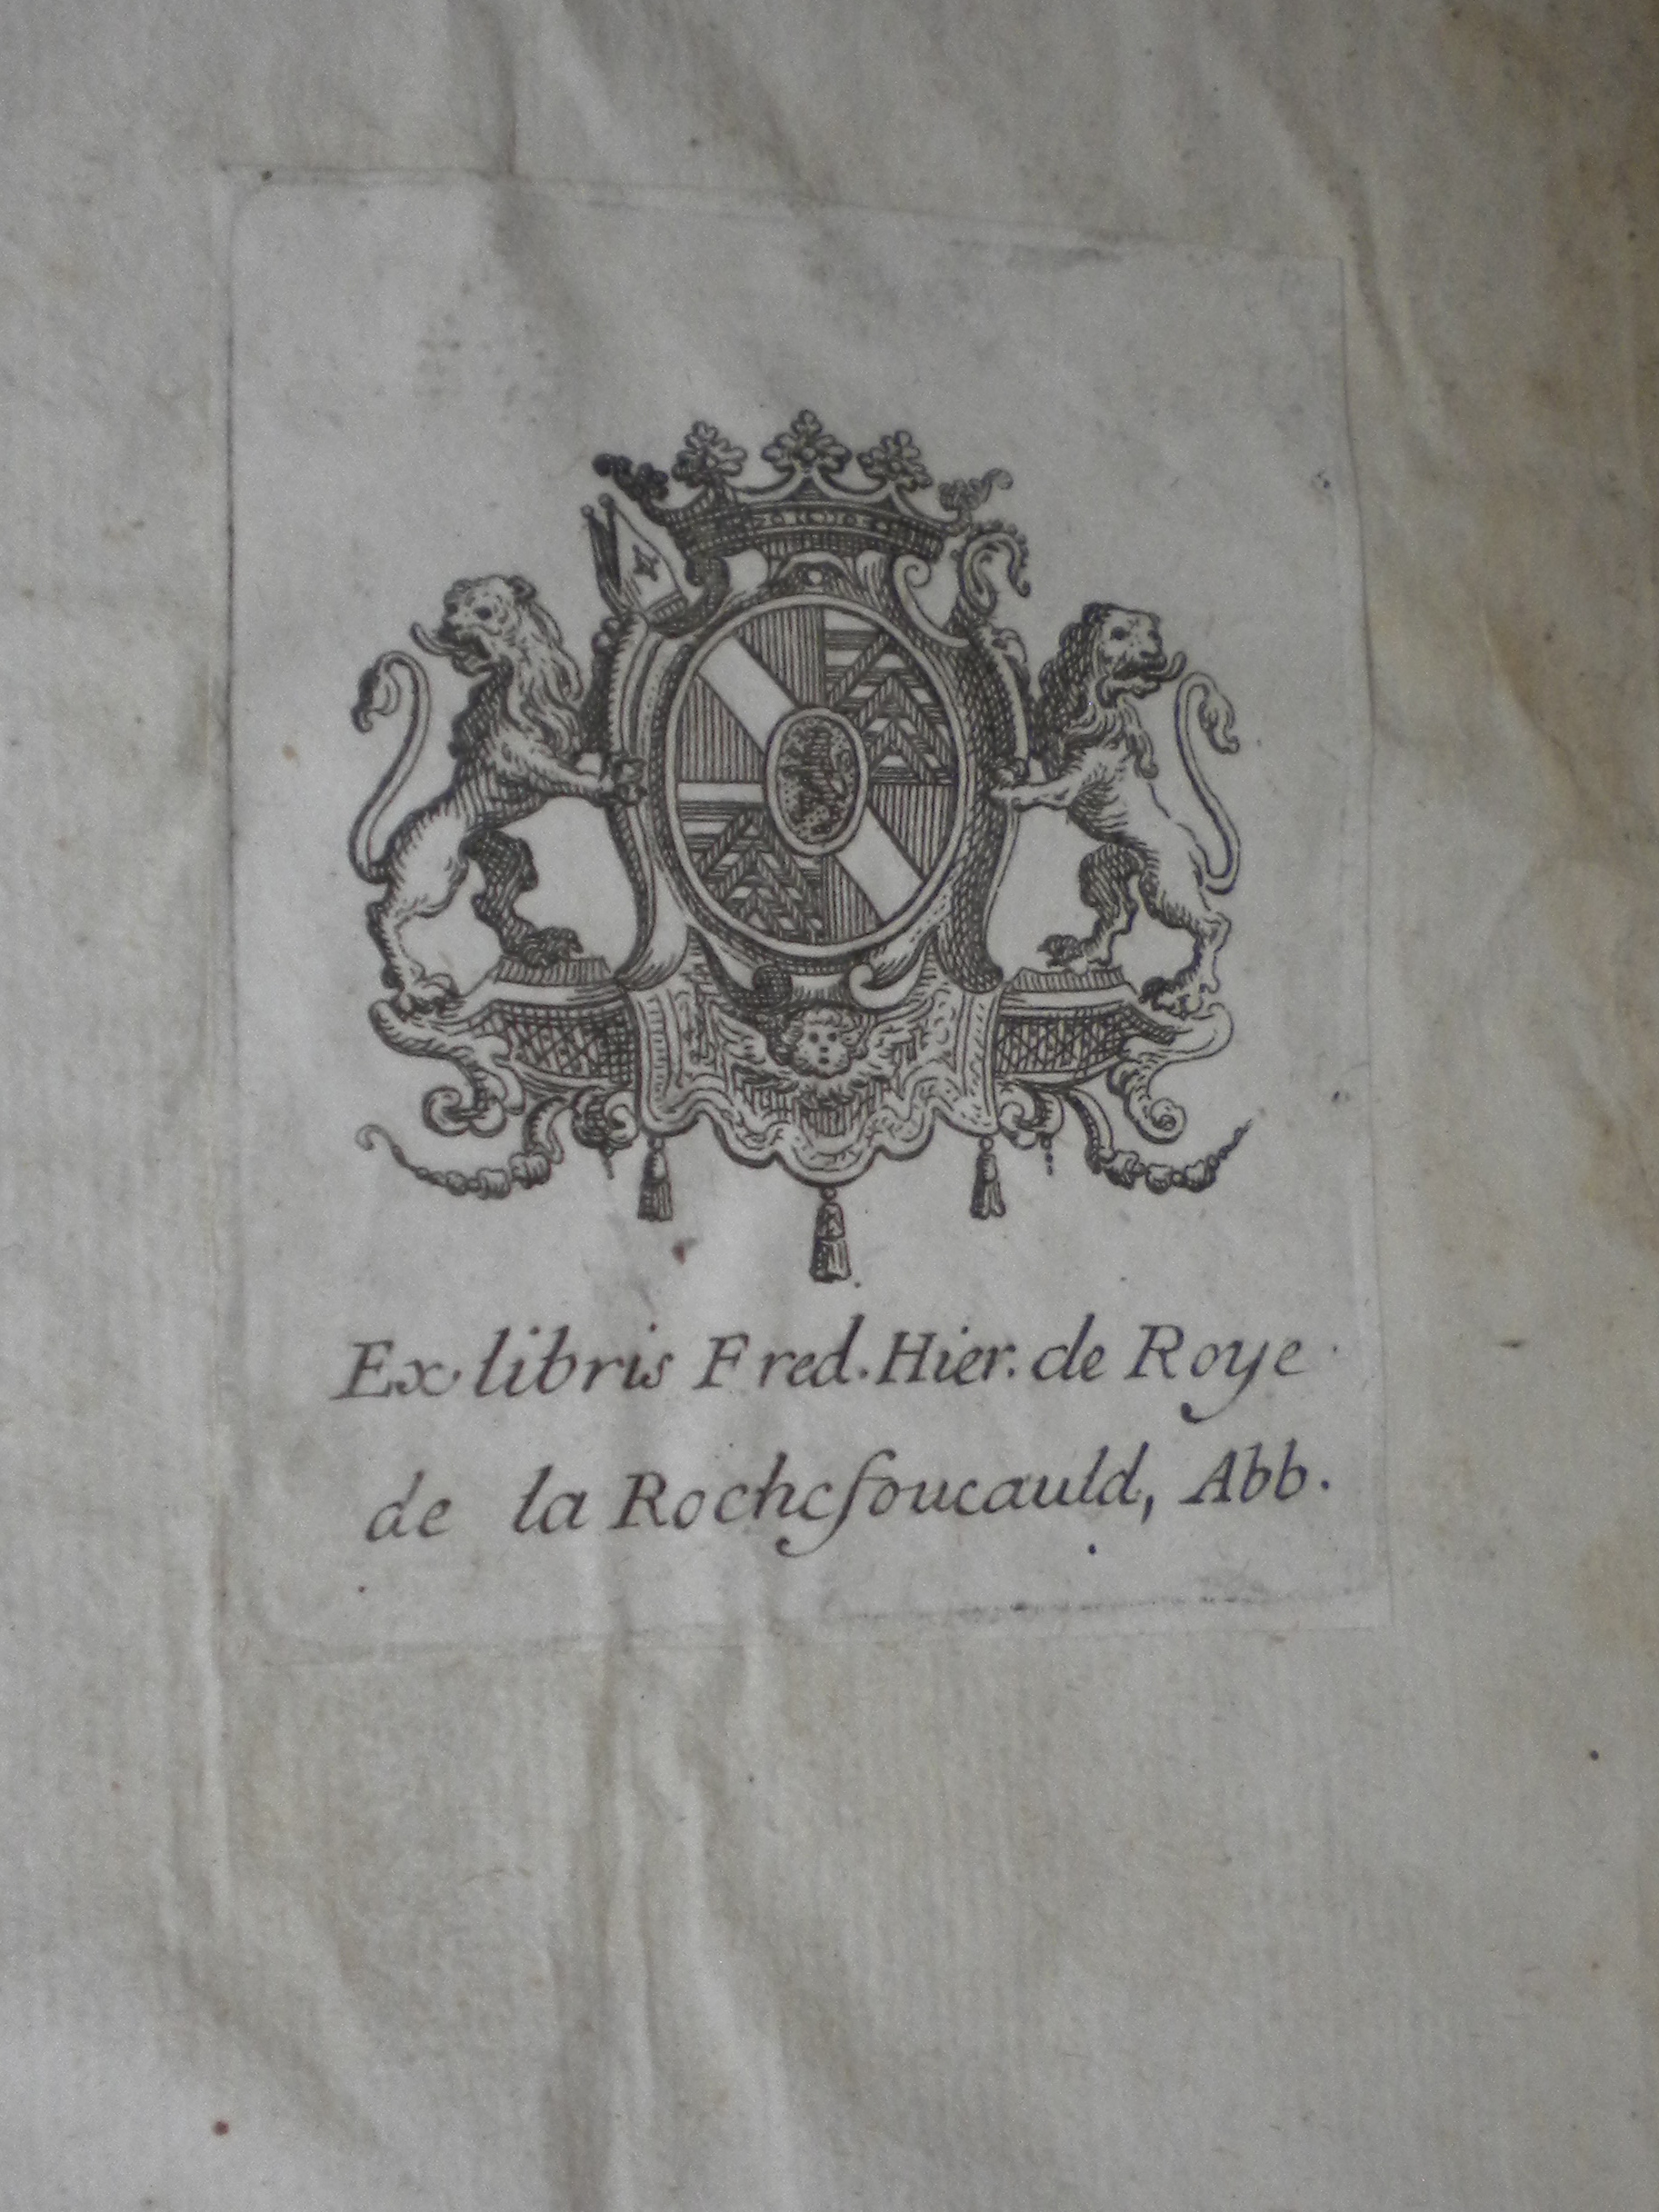 Ex libris Fred. Hier. de Roye
de la Rochefoucauld, Abb.